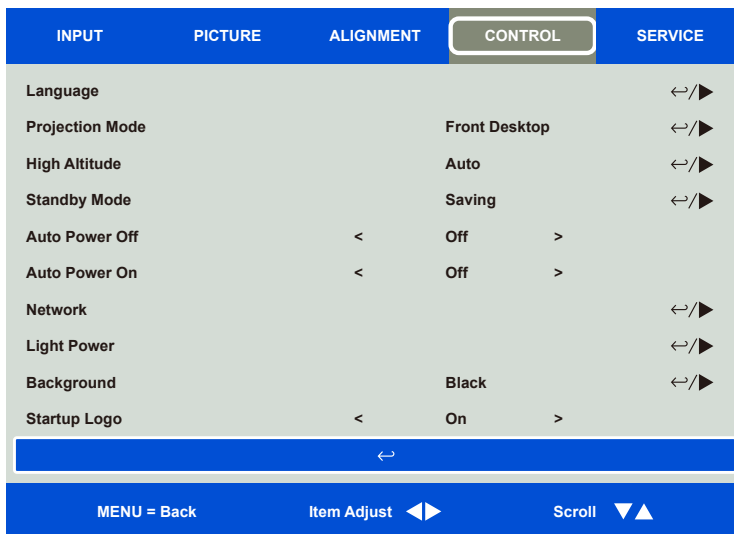 INPUT PICTURE ALIGNMENT CONTROL SERVICE
Language ↩/▶
Projection Mode Front Desktop ↩/▶
High Altitude Auto ↩/▶
Standby Mode Saving ↩/▶
Auto Power Off < Off >
Auto Power On < Off >
Network ↩/▶
Light Power ↩/▶
Background Black ↩/▶
Startup Logo < On >
↩
MENU = Back Item Adjust ◀▶ Scroll ▼▲